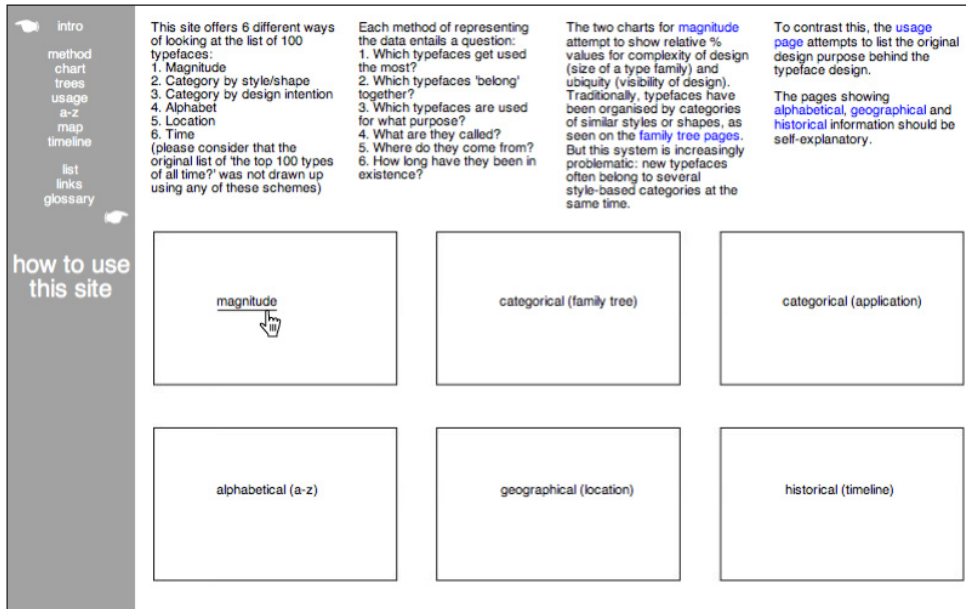 intro
method
chart
trees
usage
a-z
map
timeline
list
links
glossary
how to use
this site
This site offers 6 different ways
of looking at the list of 100
typefaces:
1. Magnitude
2. Category by style/shape
3. Category by design intention
4. Alphabet
5. Location
6. Time
(please consider that the
original list of 'the top 100 types
of all time?' was not drawn up
using any of these schemes)
Each method of representing
the data entails a question:
1. Which typefaces get used
the most?
2. Which typefaces 'belong'
together?
3. Which typefaces are used
for what purpose?
4. What are they called?
5. Where do they come from?
6. How long have they been in
existence?
The two charts for magnitude
attempt to show relative %
values for complexity of design
(size of a type family) and
ubiquity (visibility of design).
Traditionally, typefaces have
been organised by categories
of similar styles or shapes, as
seen on the family tree pages.
But this system is increasingly
problematic: new typefaces
often belong to several
style-based categories at the
same time.
To contrast this, the usage
page attempts to list the original
design purpose behind the
typeface design.
The pages showing
alphabetical, geographical and
historical information should be
self-explanatory.
magnitude
categorical (family tree)
categorical (application)
alphabetical (a-z)
geographical (location)
historical (timeline)